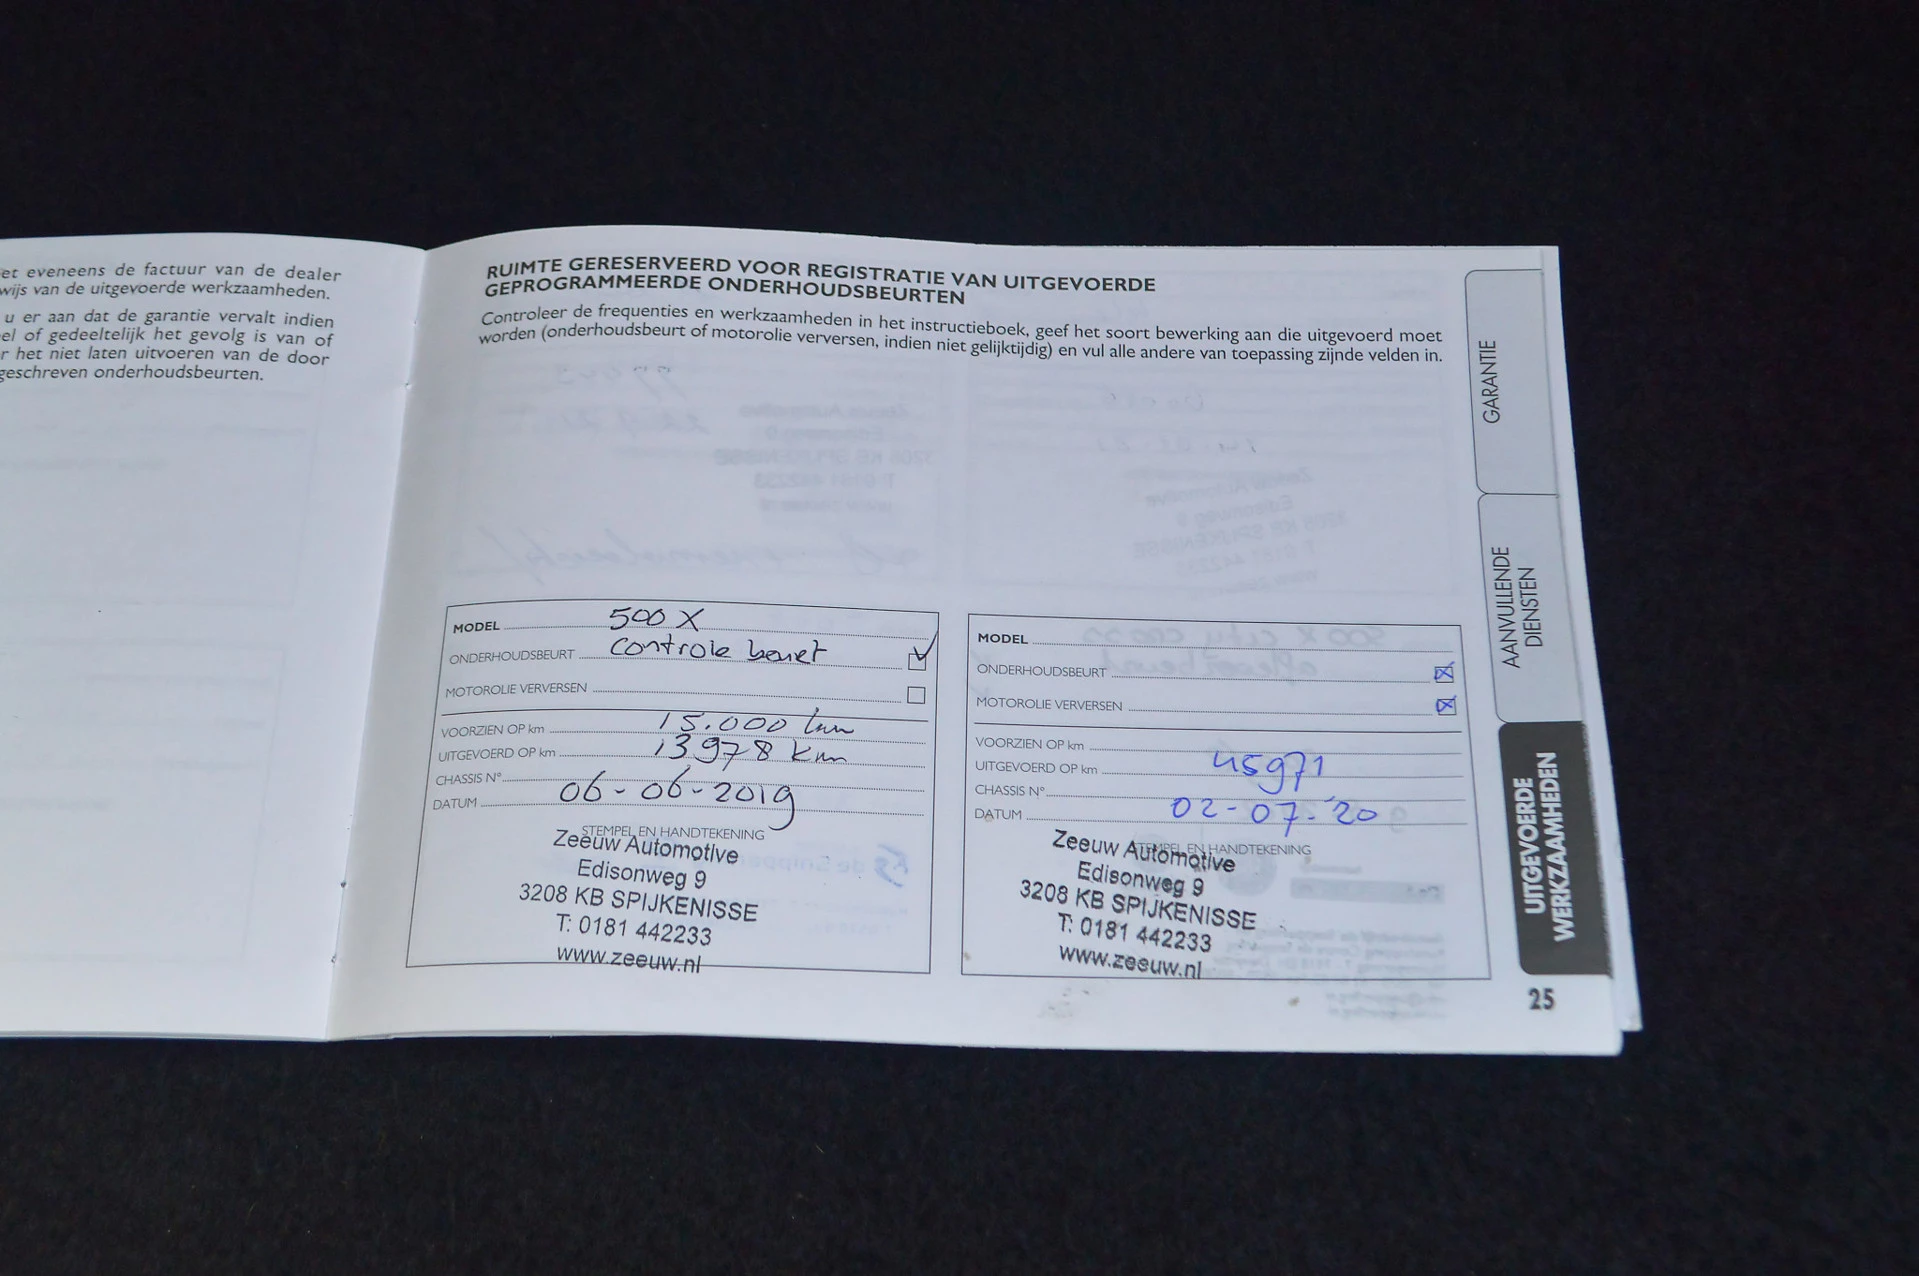 et eveneens de factuur van de dealer
wijs van de uitgevoerde werkzaamheden.
u er aan dat de garantie vervalt indien
el of gedeeltelijk het gevolg is van of
r het niet laten uitvoeren van de door
geschreven onderhoudsbeurten.
RUIMTE GERESERVEERD VOOR REGISTRATIE VAN UITGEVOERDE
GEPROGRAMMEERDE ONDERHOUDSBEURTEN
Controleer de frequenties en werkzaamheden in het instructieboek, geef het soort bewerking aan die uitgevoerd moet
worden (onderhoudsbeurt of motorolie verversen, indien niet gelijktijdig) en vul alle andere van toepassing zijnde velden in.
MODEL 500 X
ONDERHOUDSBEURT controle beurt
MOTOROLIE VERVERSEN
VOORZIEN OP km 15.000 km
UITGEVOERD OP km 13978 km
CHASSIS N°
DATUM 06-06-2019
STEMPEL EN HANDTEKENING
Zeeuw Automotive
Edisonweg 9
3208 KB SPIJKENISSE
T: 0181 442233
www.zeeuw.nl
MODEL
ONDERHOUDSBEURT
MOTOROLIE VERVERSEN
VOORZIEN OP km
UITGEVOERD OP km 45971
CHASSIS N°
DATUM 02-07-'20
STEMPEL EN HANDTEKENING
Zeeuw Automotive
Edisonweg 9
3208 KB SPIJKENISSE
T: 0181 442233
www.zeeuw.nl
GARANTIE
AANVULLENDE
DIENSTEN
UITGEVOERDE
WERKZAAMHEDEN
25